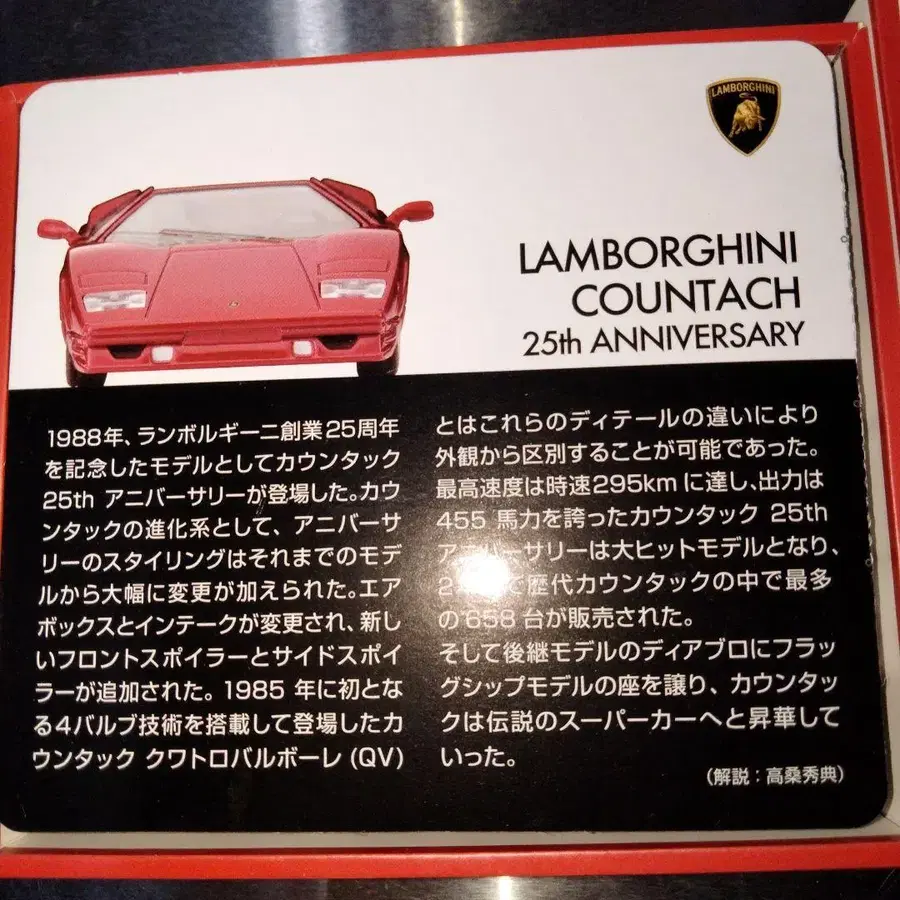 LAMBORGHINI
LAMBORGHINI
COUNTACH
25th ANNIVERSARY
1988年、ランボルギーニ創業25周年
を記念したモデルとしてカウンタック
25th アニバーサリーが登場した。カウ
ンタックの進化系として、アニバーサ
リーのスタイリングはそれまでのモデ
ルから大幅に変更が加えられた。エア
ボックスとインテークが変更され、新し
いフロントスポイラーとサイドスポイ
ラーが追加された。1985 年に初とな
る4バルブ技術を搭載して登場したカ
ウンタック クワトロバルボーレ (QV)
とはこれらのディテールの違いにより
外観から区別することが可能であった。
最高速度は時速295km に達し、出力は
455 馬力を誇ったカウンタック 25th
アニバーサリーは大ヒットモデルとなり、
歴代カウンタックの中で最多
の 658 台が販売された。
そして後継モデルのディアブロにフラッ
グシップモデルの座を譲り、カウンタッ
クは伝説のスーパーカーへと昇華して
いった。
(解説：高桑秀典)